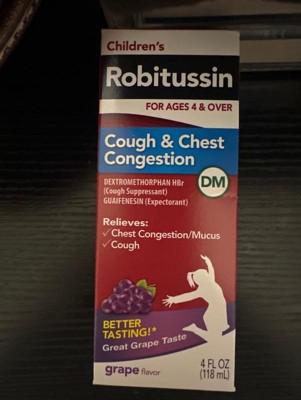 Children's
Robitussin
FOR AGES 4 & OVER
Cough & Chest
Congestion
DEXTROMETHORPHAN HBr
(Cough Suppressant)
GUAIFENESIN (Expectorant)
DM
Relieves:
✓ Chest Congestion/Mucus
✓ Cough
BETTER
TASTING!*
Great Grape Taste
grape flavor
4 FL OZ
(118 mL)